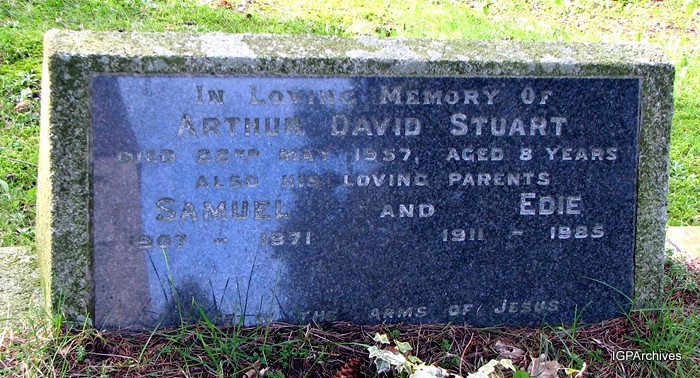 In Loving Memory Of
Arthur David Stuart
Died 22nd May 1957, aged 8 years
also his loving parents
Samuel and Edie
1907 – 1971 1911 – 1985
the arms of Jesus
IGPArchives